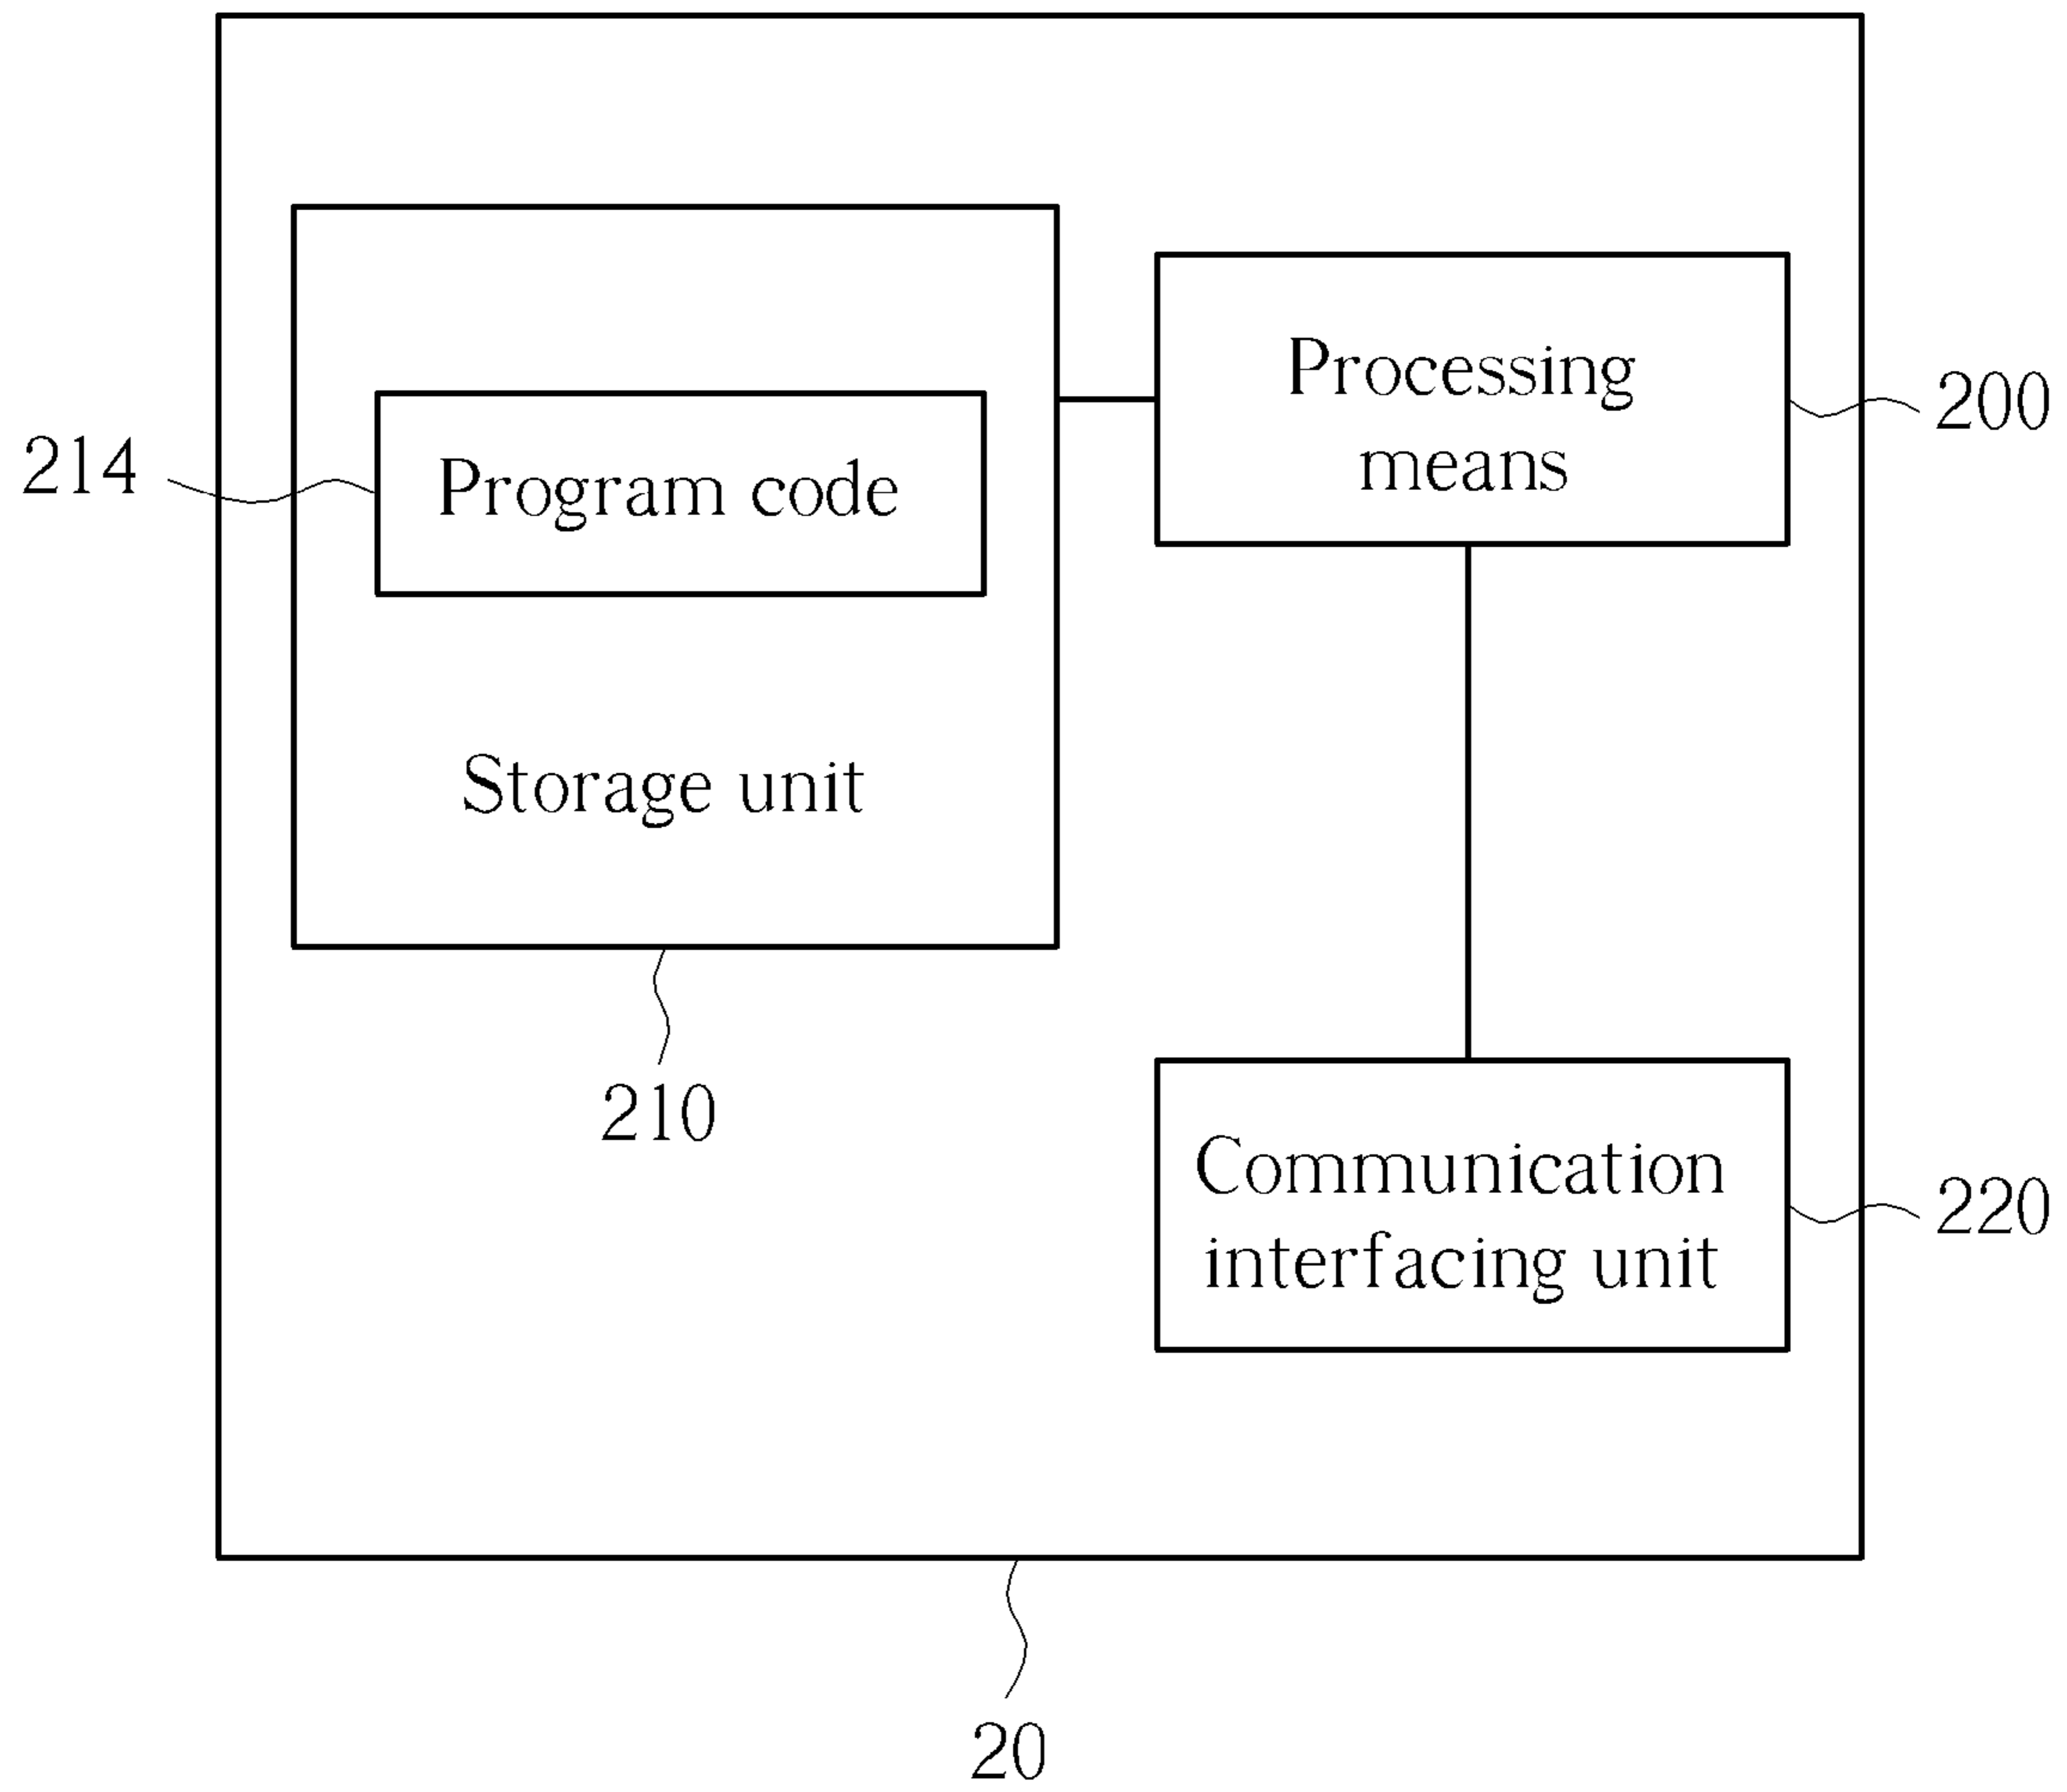 Processing
means
200
214
Program code
Storage unit
210
Communication
interfacing unit
220
20